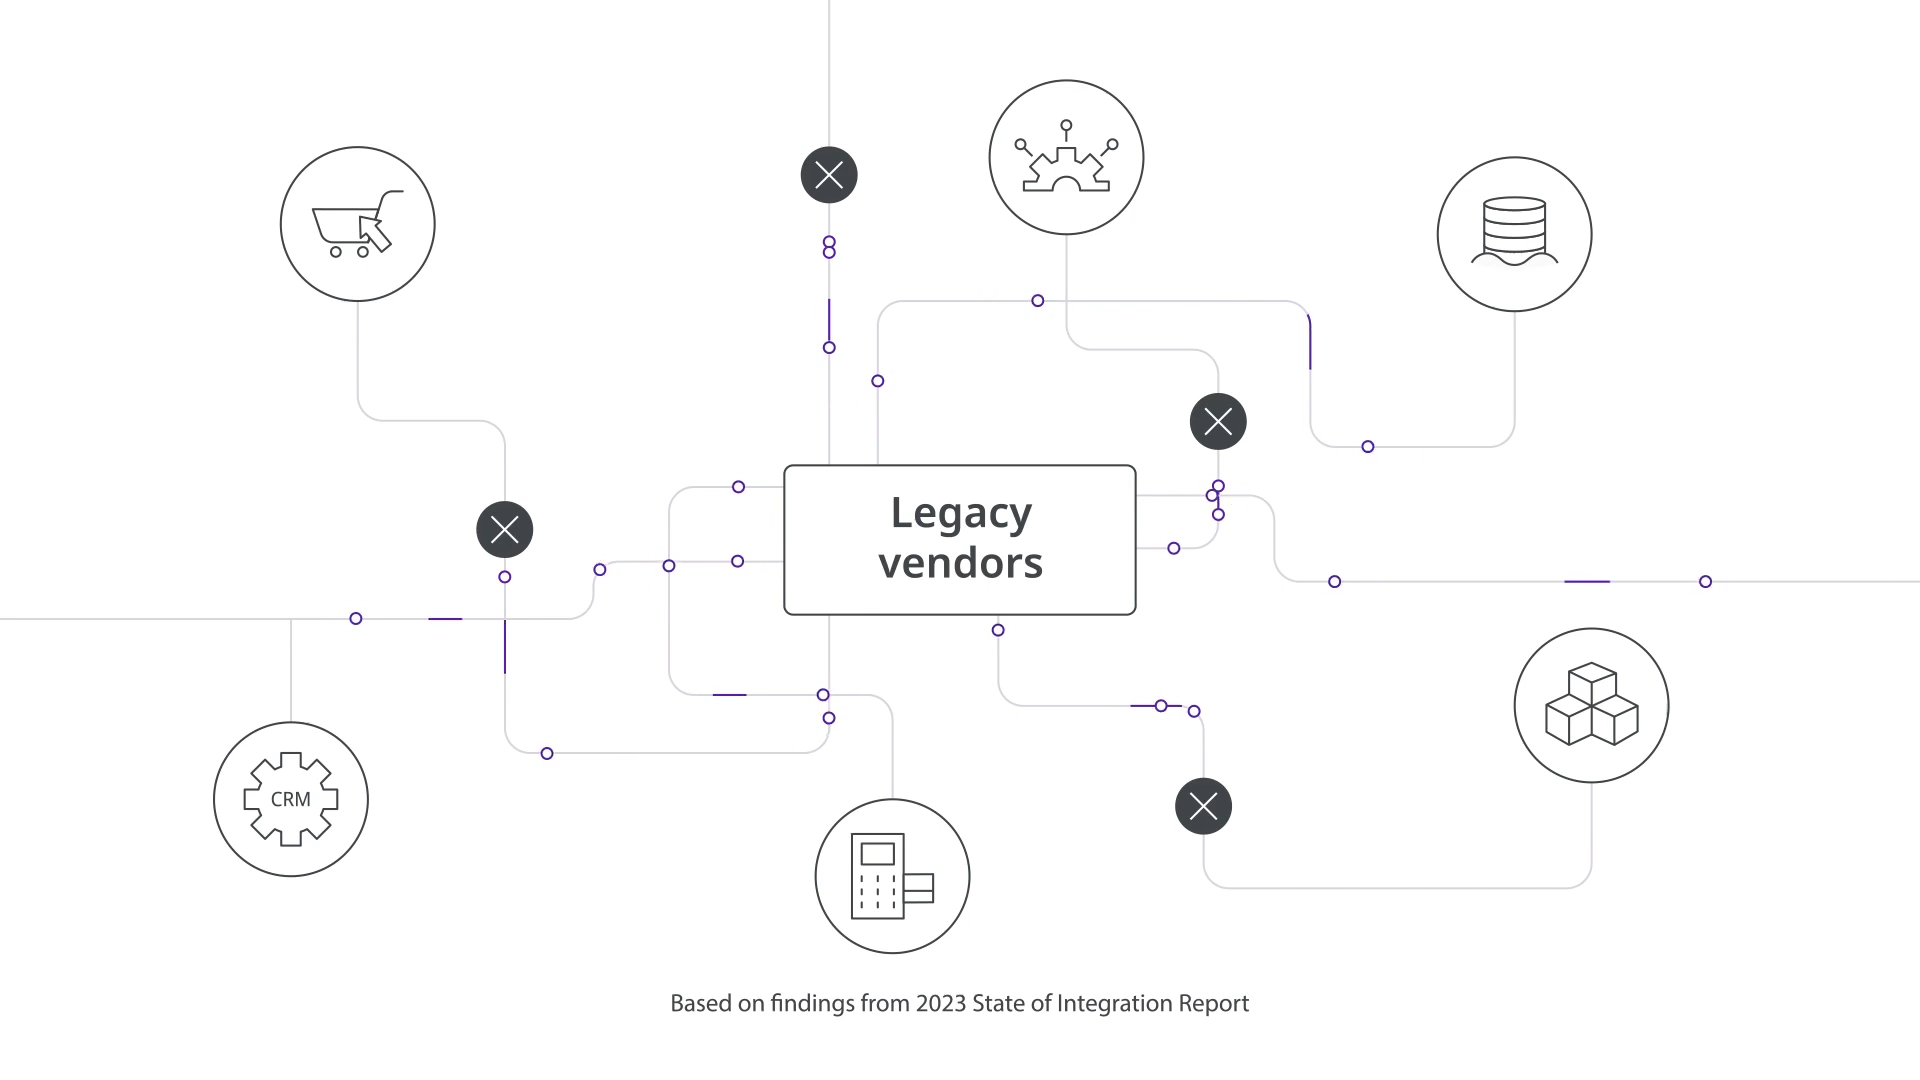 Legacy
vendors
CRM
Based on findings from 2023 State of Integration Report